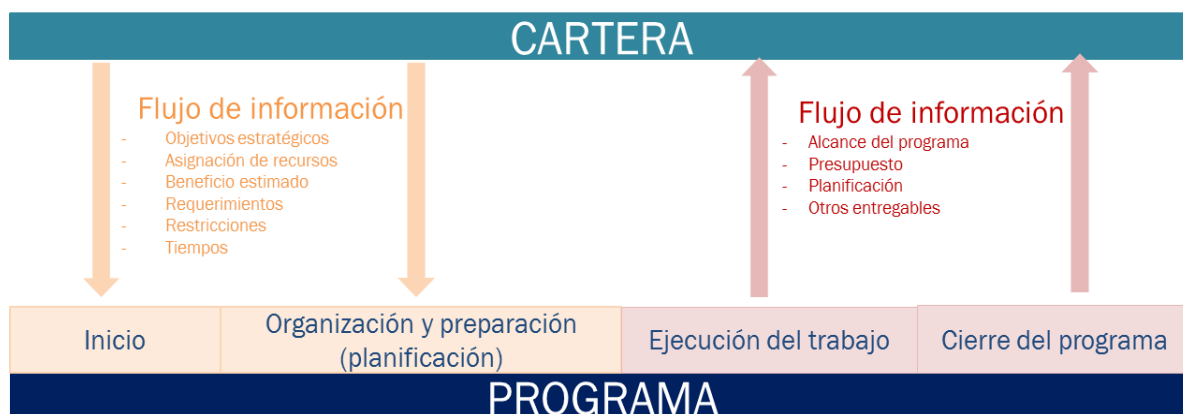 CARTERA
Flujo de información
- Objetivos estratégicos
- Asignación de recursos
- Beneficio estimado
- Requerimientos
- Restricciones
- Tiempos
Flujo de información
- Alcance del programa
- Presupuesto
- Planificación
- Otros entregables
Inicio
Organización y preparación
(planificación)
Ejecución del trabajo
Cierre del programa
PROGRAMA